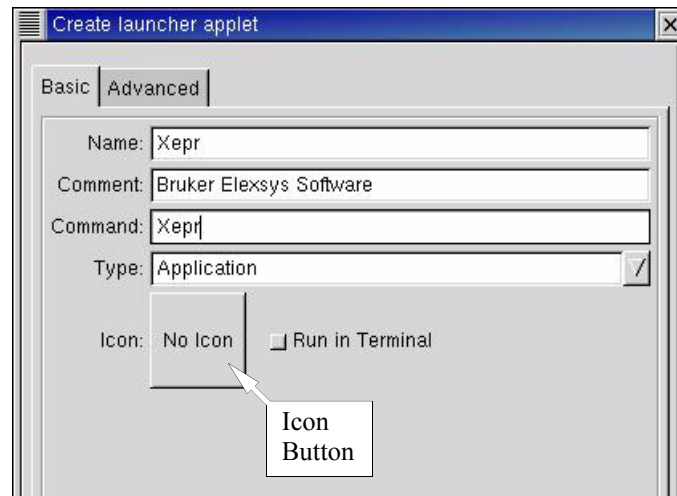 Create launcher applet
Basic Advanced
Name: Xepr
Comment: Bruker Elexsys Software
Command: Xepr
Type: Application
Icon: No Icon Run in Terminal
Icon
Button